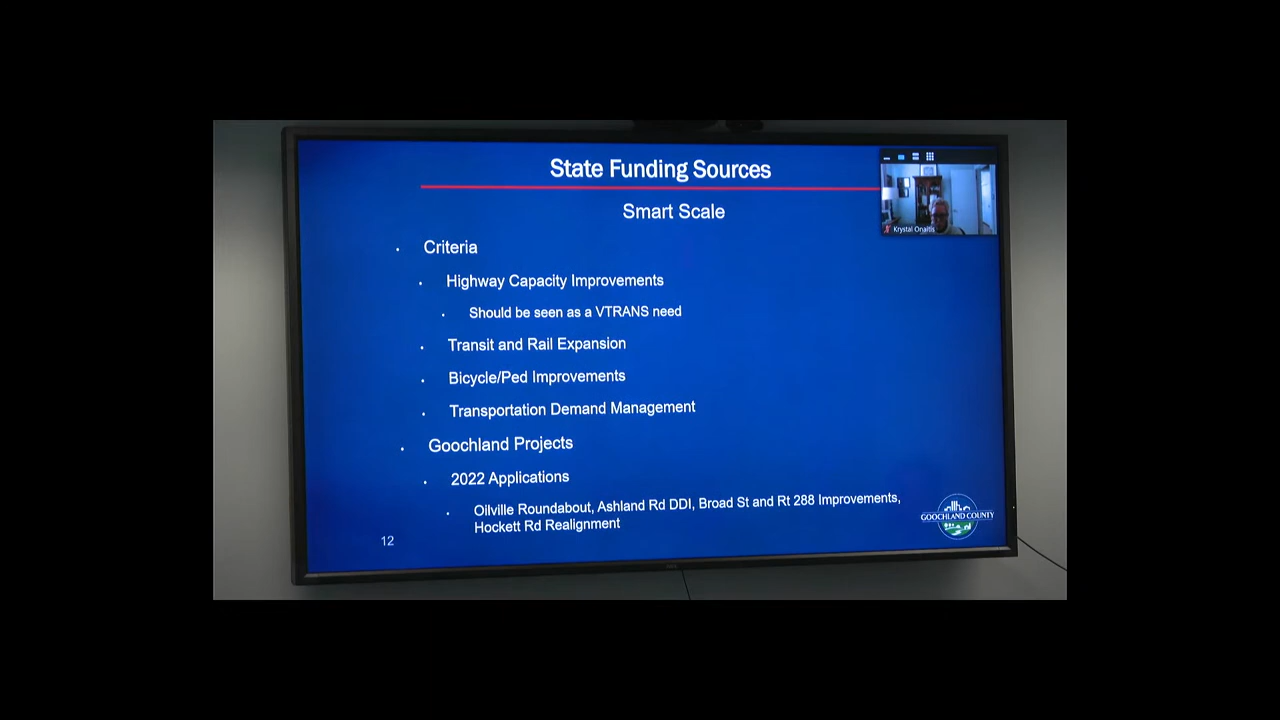 State Funding Sources
Smart Scale
Krystal Onaitis
• Criteria
• Highway Capacity Improvements
• Should be seen as a VTRANS need
• Transit and Rail Expansion
• Bicycle/Ped Improvements
• Transportation Demand Management
• Goochland Projects
• 2022 Applications
• Oilville Roundabout, Ashland Rd DDI, Broad St and Rt 288 Improvements,
Hockett Rd Realignment
GOOCHLAND COUNTY
12